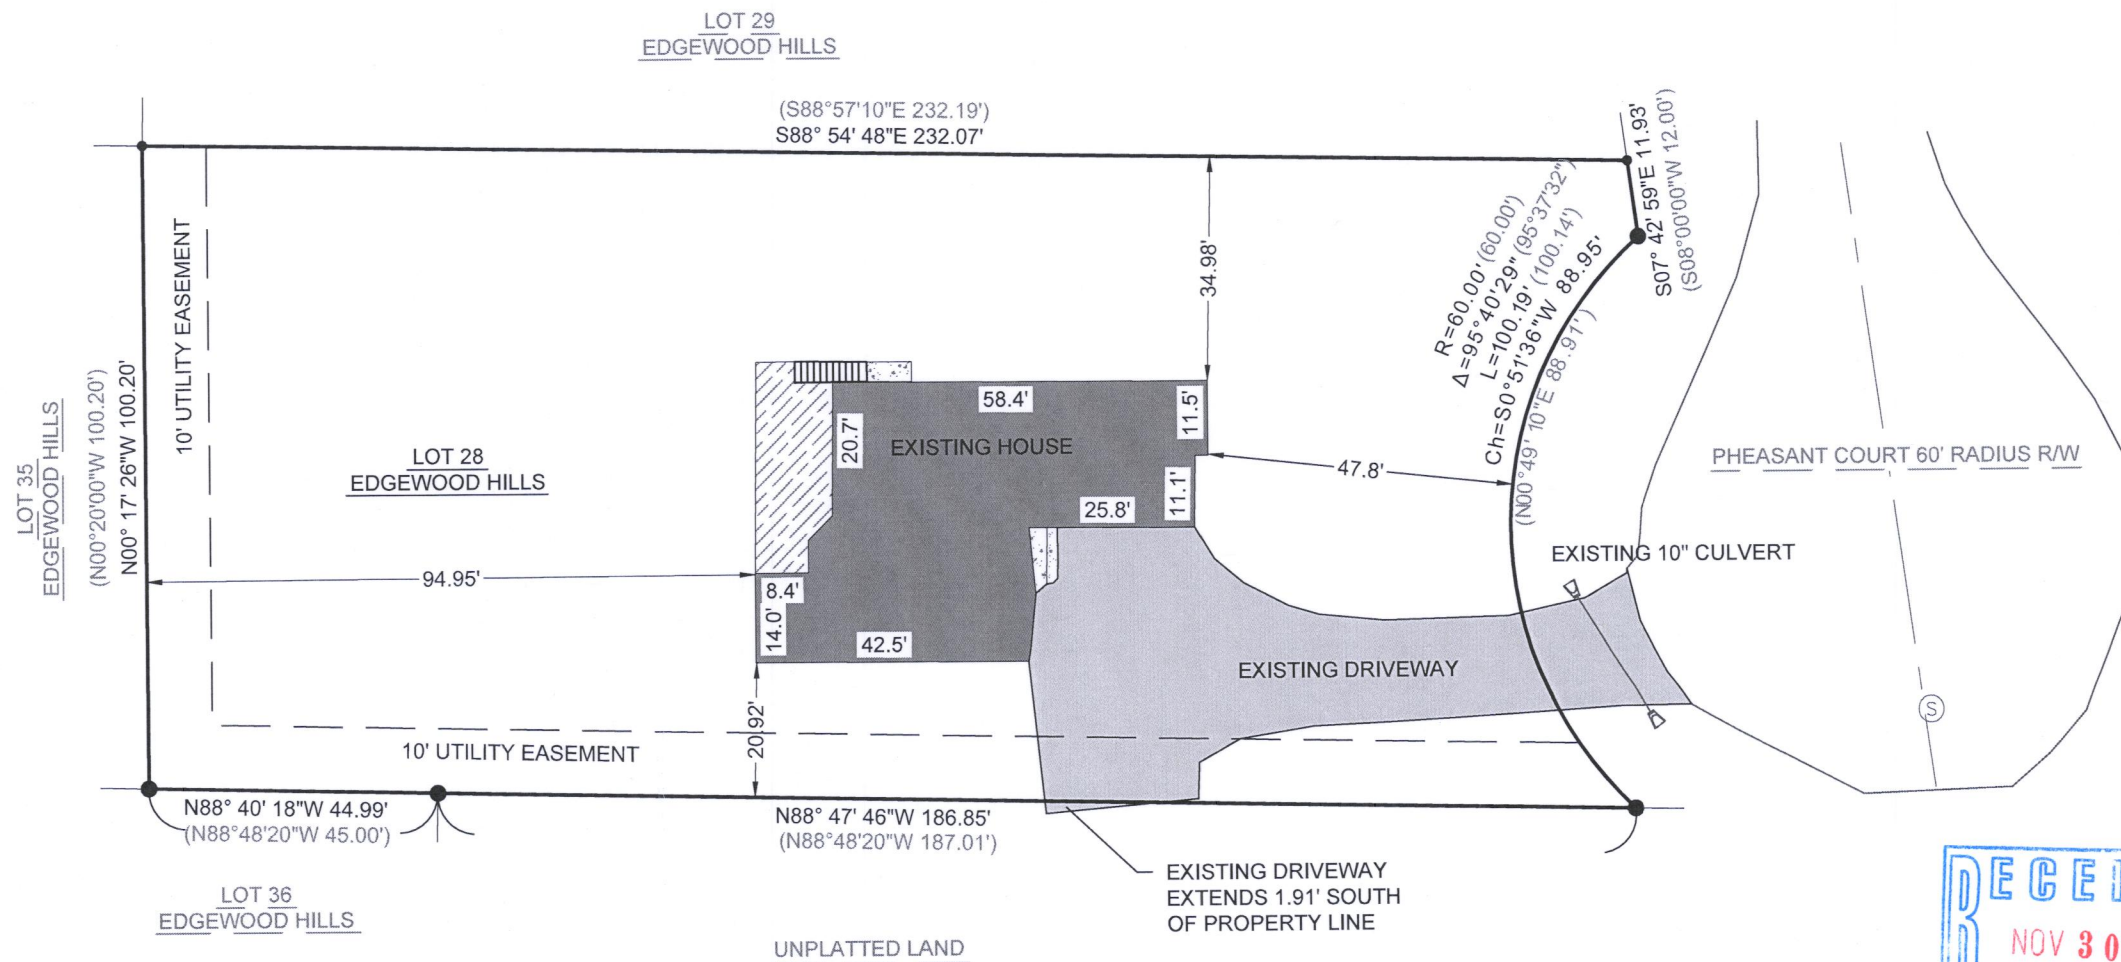 LOT 29
EDGEWOOD HILLS
(S88°57'10"E 232.19')
S88° 54' 48"E 232.07'
S07° 42' 59"E 11.93'
(S08°00'00"W 12.00')
R=60.00' (60.00')
Δ=95°40'29" (95°37'32")
L=100.19' (100.14')
Ch=S0°51'36"W 88.95'
(N00°49' 10"E 88.91')
10' UTILITY EASEMENT
34.98'
LOT 35
EDGEWOOD HILLS
(N00°20'00"W 100.20')
N00° 17' 26"W 100.20'
LOT 28
EDGEWOOD HILLS
58.4'
11.5'
20.7'
EXISTING HOUSE
47.8'
PHEASANT COURT 60' RADIUS R/W
25.8'
11.1'
EXISTING 10" CULVERT
94.95'
8.4'
14.0'
42.5'
EXISTING DRIVEWAY
S
20.92'
10' UTILITY EASEMENT
N88° 40' 18"W 44.99'
(N88°48'20"W 45.00')
N88° 47' 46"W 186.85'
(N88°48'20"W 187.01')
EXISTING DRIVEWAY
EXTENDS 1.91' SOUTH
OF PROPERTY LINE
LOT 36
EDGEWOOD HILLS
UNPLATTED LAND
NOV 30